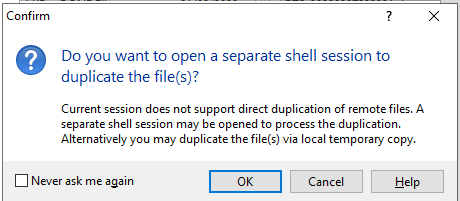 Confirm
Do you want to open a separate shell session to
duplicate the file(s)?
Current session does not support direct duplication of remote files. A
separate shell session may be opened to process the duplication.
Alternatively you may duplicate the file(s) via local temporary copy.
Never ask me again
OK
Cancel
Help